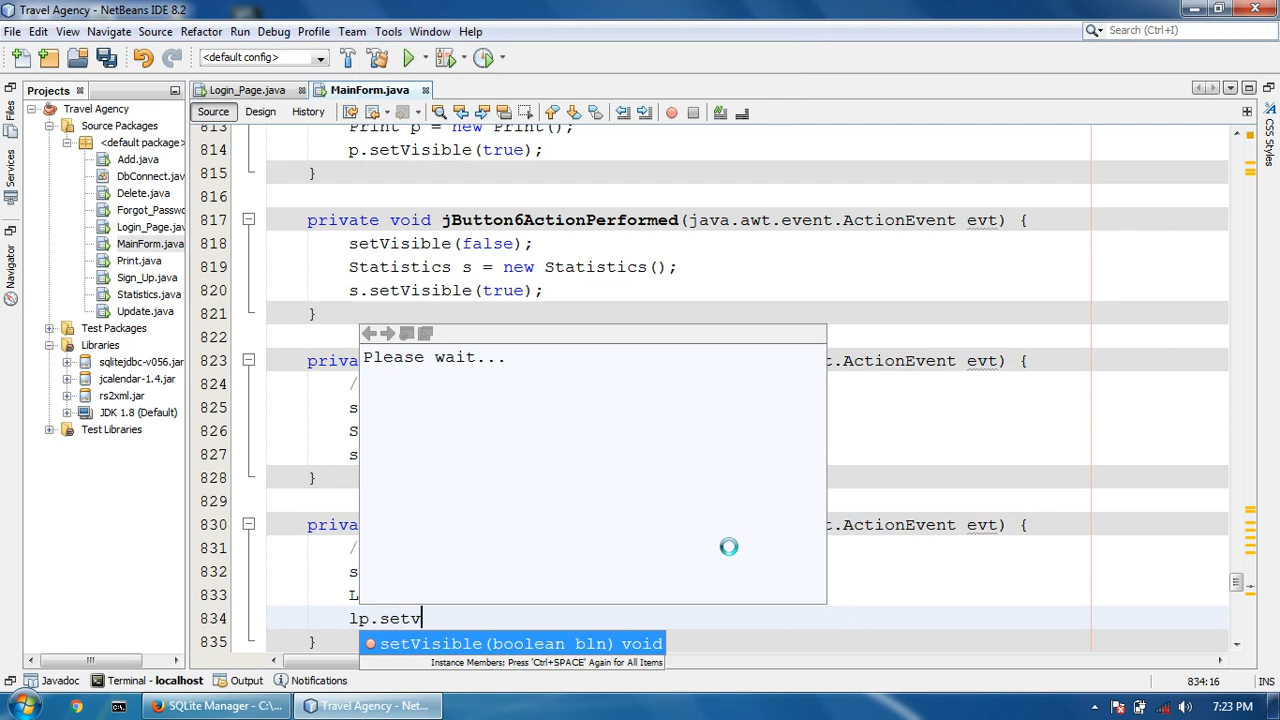 Travel Agency - NetBeans IDE 8.2
File Edit View Navigate Source Refactor Run Debug Profile Team Tools Window Help
<default config>
Search (Ctrl+I)
Projects
Login_Page.java
MainForm.java
Source
Design
History
Files
Services
Navigator
CSS Styles
Travel Agency
Source Packages
<default package>
Add.java
DbConnect.java
Delete.java
Forgot_Passwo
Login_Page.java
MainForm.java
Print.java
Sign_Up.java
Statistics.java
Update.java
Test Packages
Libraries
sqlitejdbc-v056.jar
jcalendar-1.4.jar
rs2xml.jar
JDK 1.8 (Default)
Test Libraries
813 Print p = new Print();
814 p.setVisible(true);
815 }
816
817 private void jButton6ActionPerformed(java.awt.event.ActionEvent evt) {
818 setVisible(false);
819 Statistics s = new Statistics();
820 s.setVisible(true);
821 }
822
823 priva t.ActionEvent evt) {
824 /
825 s
826 S
827 s
828 }
829
830 priva t.ActionEvent evt) {
831 /
832 s
833 L
834 lp.setv
835 }
Please wait...
setVisible(boolean bln) void
Instance Members; Press 'Ctrl+SPACE' Again for All Items
Javadoc
Terminal - localhost
Output
Notifications
834:16
INS
SQLite Manager - C:\...
Travel Agency - Net...
7:23 PM